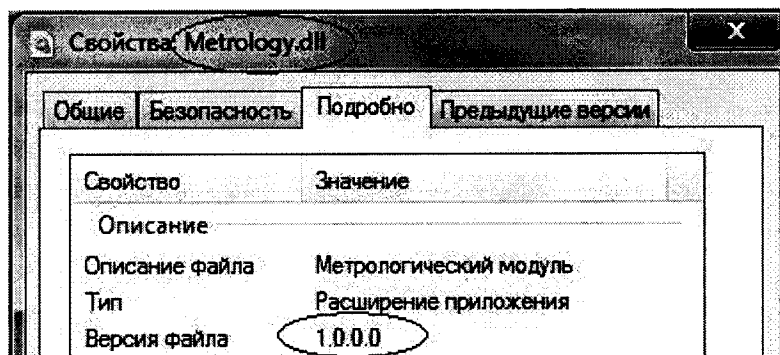 Свойства: Metrology.dll
Общие Безопасность Подробно Предыдущие версии
Свойство Значение
Описание
Описание файла Метрологический модуль
Тип Расширение приложения
Версия файла 1.0.0.0